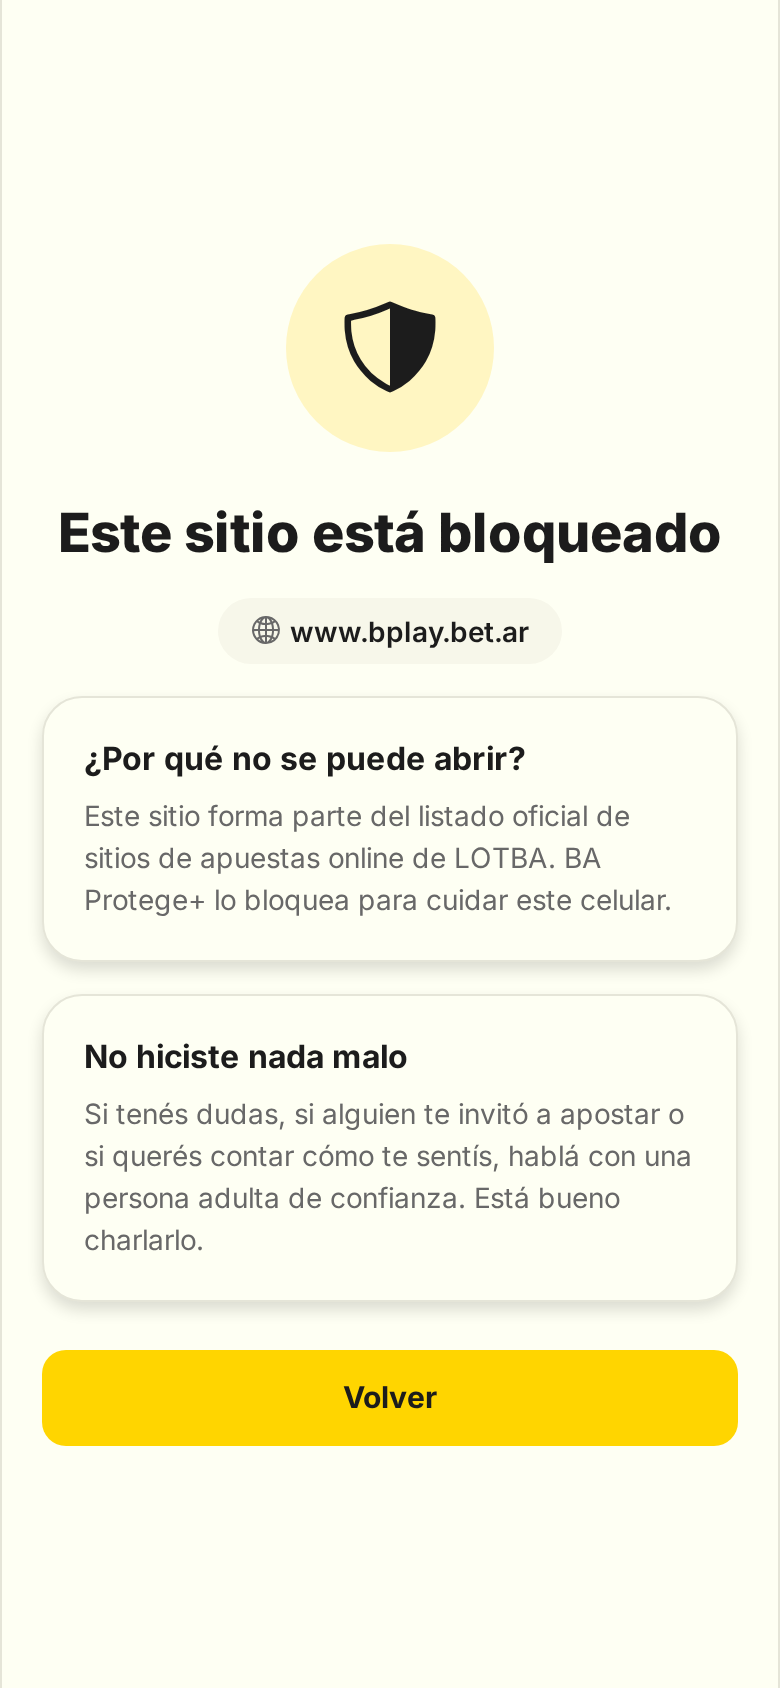 Este sitio está bloqueado
www.bplay.bet.ar
¿Por qué no se puede abrir?
Este sitio forma parte del listado oficial de
sitios de apuestas online de LOTBA. BA
Protege+ lo bloquea para cuidar este celular.
No hiciste nada malo
Si tenés dudas, si alguien te invitó a apostar o
si querés contar cómo te sentís, hablá con una
persona adulta de confianza. Está bueno
charlarlo.
Volver